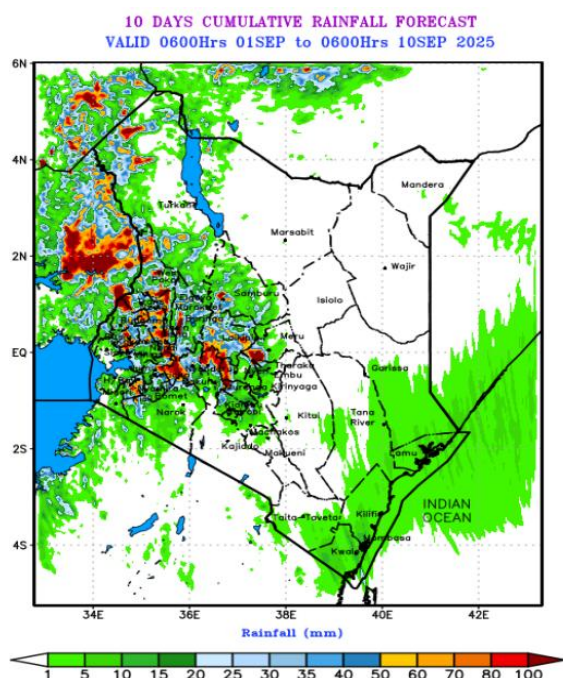 10 DAYS CUMULATIVE RAINFALL FORECAST
VALID 0600Hrs 01SEP to 0600Hrs 10SEP 2025
6N
4N
Mandera
Turkana
Marsabit
2N
Wajir
Samburu
Isiolo
Meru
EQ
Tharaka
Garissa
Embu
Kirinyaga
Narok
Kitui
Tana
River
Machakos
2S
Kajiado
Makueni
Lamu
INDIAN
OCEAN
Taita Taveta
Kilifi
Mombasa
4S
Kwale
34E 36E 38E 40E 42E
Rainfall (mm)
1 5 10 15 20 25 30 40 50 60 70 80 100